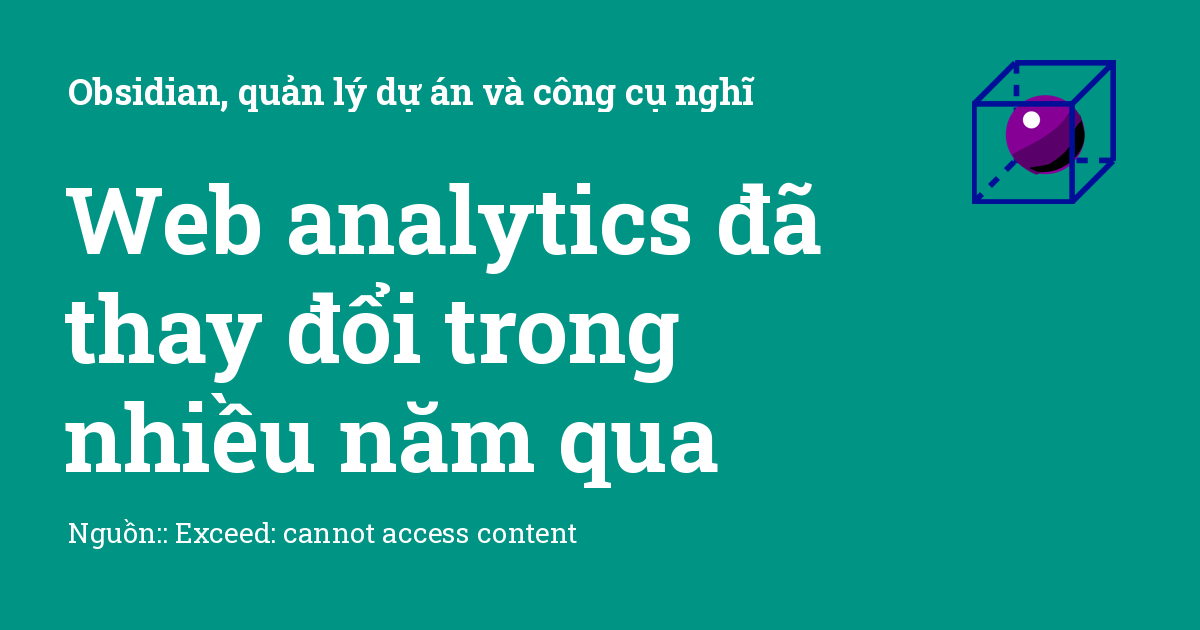 Obsidian, quản lý dự án và công cụ nghĩ
Web analytics đã
thay đổi trong
nhiều năm qua
Nguồn:: Exceed: cannot access content